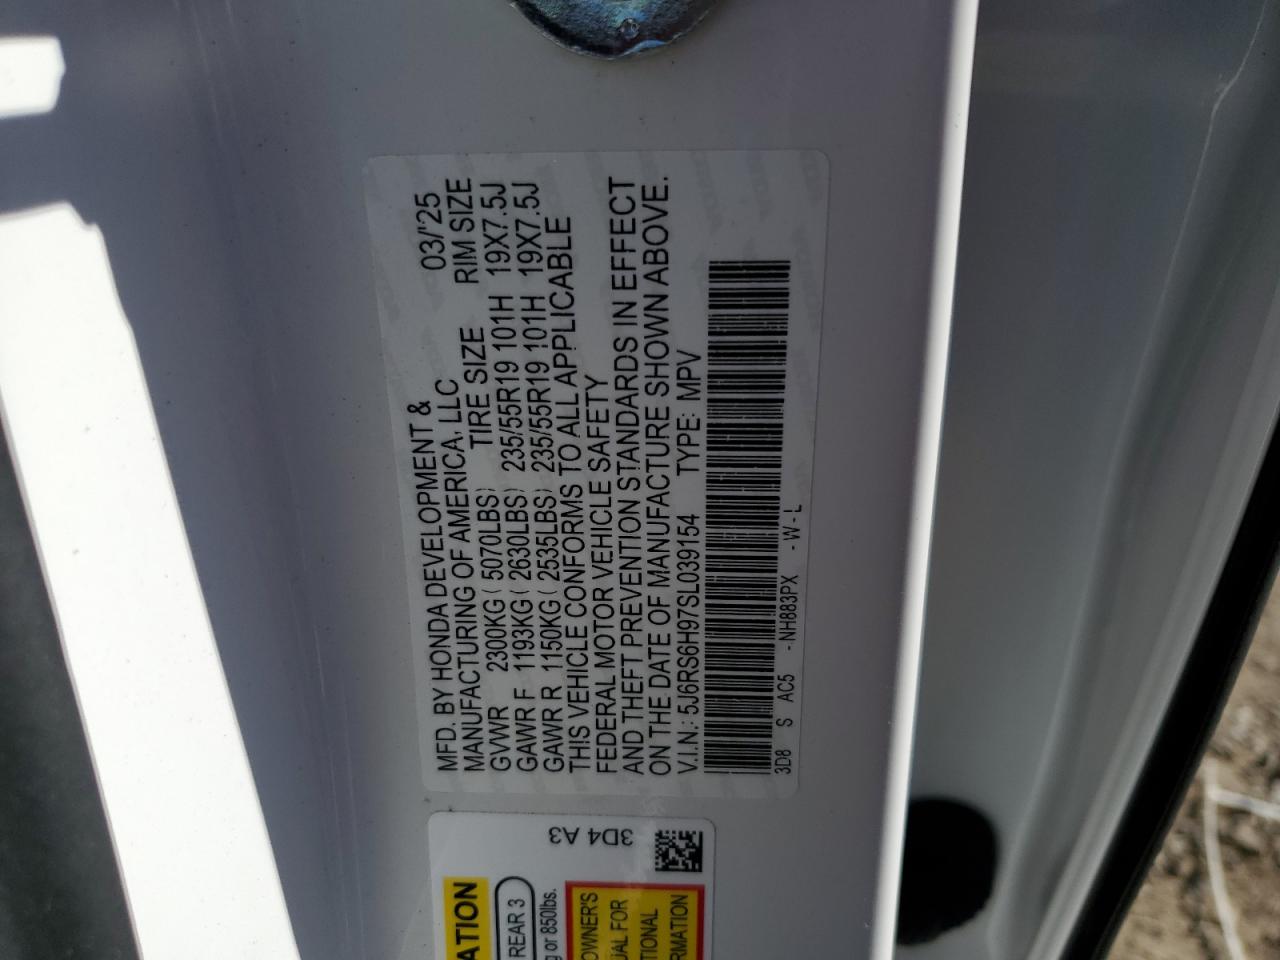 MFD. BY HONDA DEVELOPMENT & 03/'25
MANUFACTURING OF AMERICA, LLC RIM SIZE
TIRE SIZE
GVWR 2300KG ( 5070LBS)
GAWR F 1193KG ( 2630LBS) 235/55R19 101H 19X7.5J
GAWR R 1150KG ( 2535LBS) 235/55R19 101H 19X7.5J
THIS VEHICLE CONFORMS TO ALL APPLICABLE
FEDERAL MOTOR VEHICLE SAFETY
AND THEFT PREVENTION STANDARDS IN EFFECT
ON THE DATE OF MANUFACTURE SHOWN ABOVE.
V.I.N.: 5J6RS6H97SL039154 TYPE: MPV
3D8 S AC5 -NH883PX -W-L
3D4 A3
ATION
REAR 3
g or 850lbs.
OWNER'S
UAL FOR
TIONAL
RMATION